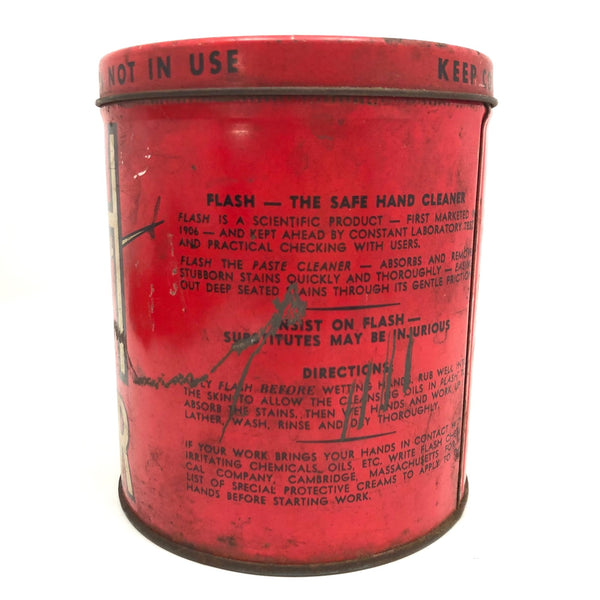 NOT IN USE
KEEP
H
R
FLASH — THE SAFE HAND CLEANER
FLASH IS A SCIENTIFIC PRODUCT — FIRST MARKETED IN
1906 — AND KEPT AHEAD BY CONSTANT LABORATORY TEST
AND PRACTICAL CHECKING WITH USERS.
FLASH THE PASTE CLEANER — ABSORBS AND REMOVES
STUBBORN STAINS QUICKLY AND THOROUGHLY —
OUT DEEP SEATED STAINS THROUGH ITS GENTLE FRICTIO
INSIST ON FLASH —
SUBSTITUTES MAY BE INJURIOUS
DIRECTIONS
APPLY FLASH BEFORE WETTING HANDS. RUB WELL INT
THE SKIN TO ALLOW THE CLEANSING OILS IN FLASH T
ABSORB THE STAINS. THEN WET HANDS AND WORK UP
LATHER, WASH, RINSE AND DRY THOROUGHLY.
IF YOUR WORK BRINGS YOUR HANDS IN CONTACT W
IRRITATING CHEMICALS, OILS, ETC. WRITE FLASH CHE
CAL COMPANY, CAMBRIDGE, MASSACHUSETTS FOR
LIST OF SPECIAL PROTECTIVE CREAMS TO APPLY TO
HANDS BEFORE STARTING WORK.